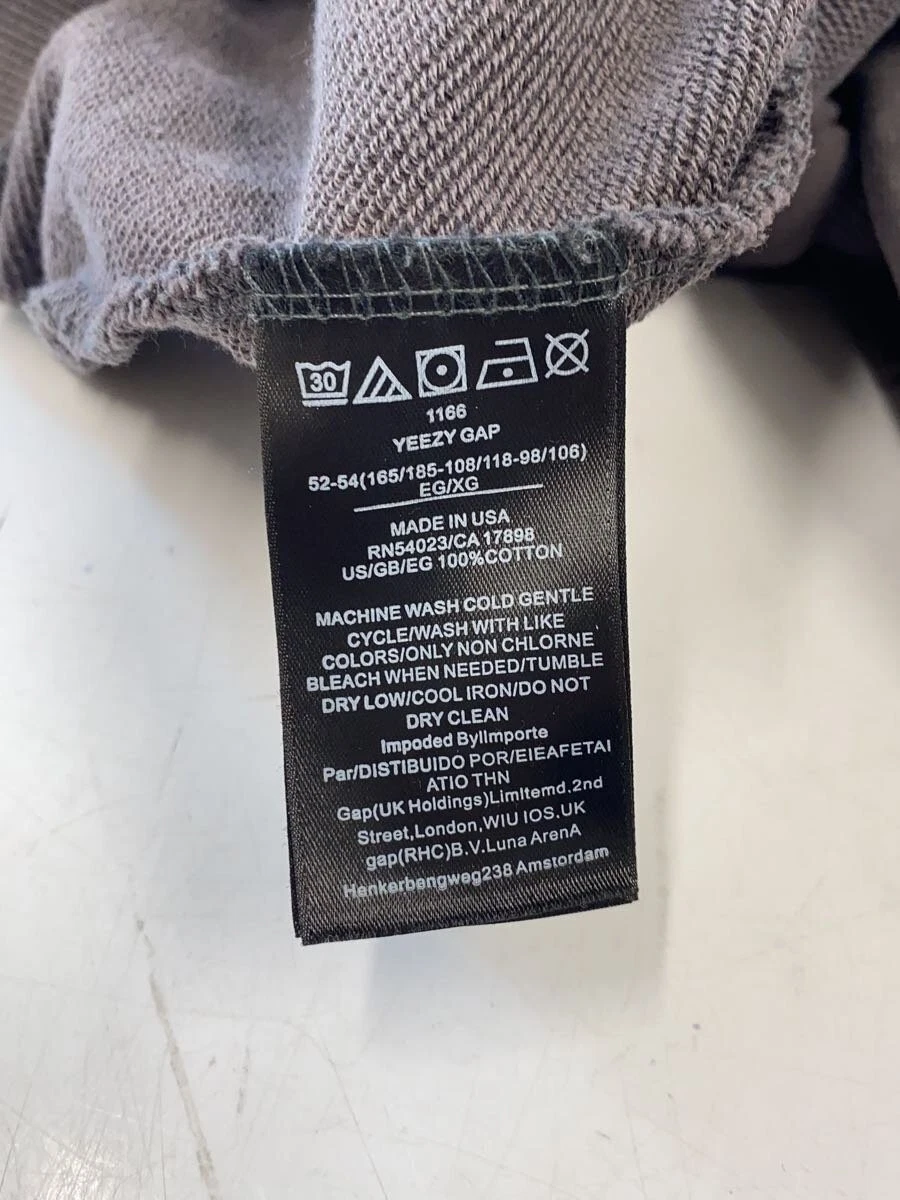 30
1166
YEEZY GAP
52-54(165/185-108/118-98/106)
EG/XG
MADE IN USA
RN54023/CA 17898
US/GB/EG 100%COTTON
MACHINE WASH COLD GENTLE
CYCLE/WASH WITH LIKE
COLORS/ONLY NON CHLORNE
BLEACH WHEN NEEDED/TUMBLE
DRY LOW/COOL IRON/DO NOT
DRY CLEAN
Impoded ByIImporte
Par/DISTIBUIDO POR/EIEAFETAI
ATIO THN
Gap(UK Holdings)LimItemd.2nd
Street,London,WIU IOS.UK
gap(RHC)B.V.Luna ArenA
Henkerbengweg238 Amstordam